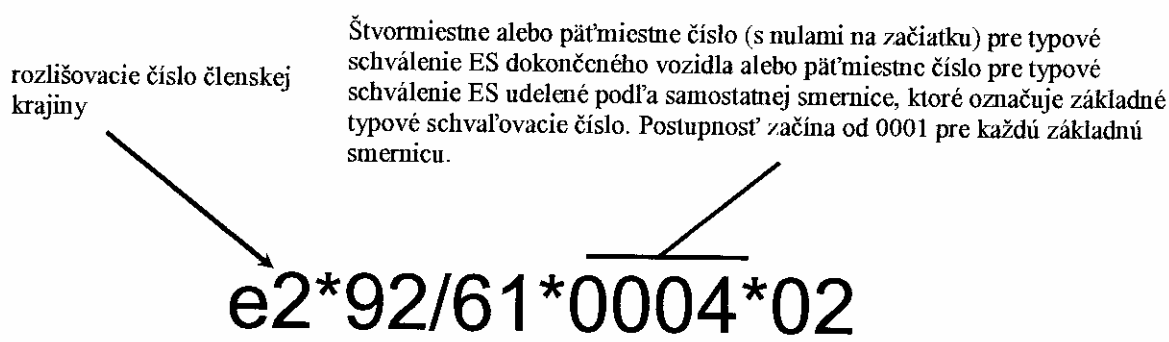 rozlišovacie číslo členskej
krajiny
Štvormiestne alebo päťmiestne číslo (s nulami na začiatku) pre typové
schválenie ES dokončeného vozidla alebo päťmiestne číslo pre typové
schválenie ES udelené podľa samostatnej smernice, ktoré označuje základné
typové schvaľovacie číslo. Postupnosť začína od 0001 pre každú základnú
smernicu.
e2*92/61*0004*02